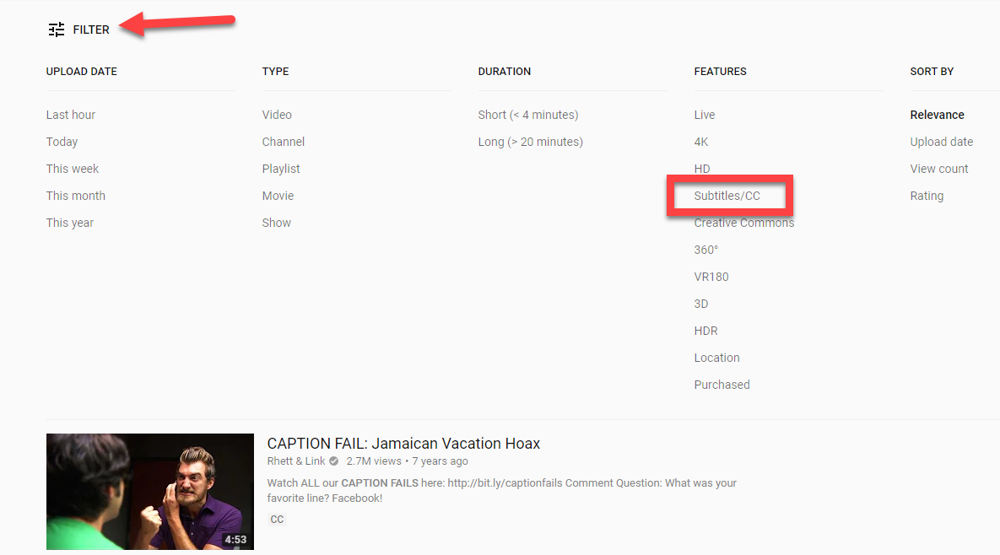 FILTER
UPLOAD DATE
Last hour
Today
This week
This month
This year
TYPE
Video
Channel
Playlist
Movie
Show
DURATION
Short (< 4 minutes)
Long (> 20 minutes)
FEATURES
Live
4K
HD
Subtitles/CC
Creative Commons
360°
VR180
3D
HDR
Location
Purchased
SORT BY
Relevance
Upload date
View count
Rating
4:53
CAPTION FAIL: Jamaican Vacation Hoax
Rhett & Link 2.7M views • 7 years ago
Watch ALL our CAPTION FAILS here: http://bit.ly/captionfails Comment Question: What was your
favorite line? Facebook!
CC